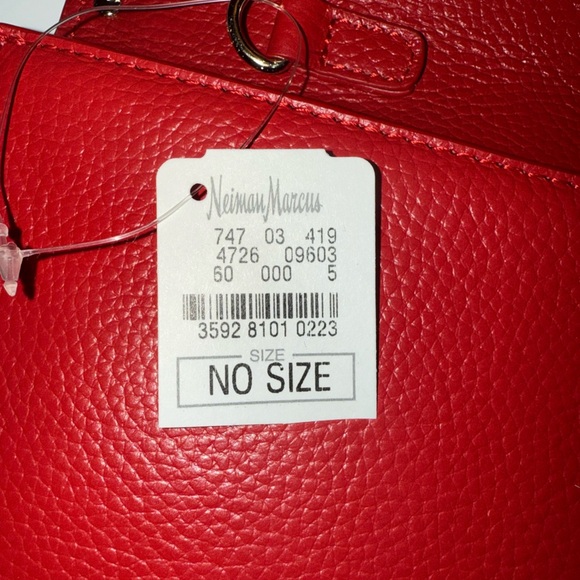 Neiman Marcus
747 03 419
4726 09603
60 000 5
3592 8101 0223
SIZE
NO SIZE